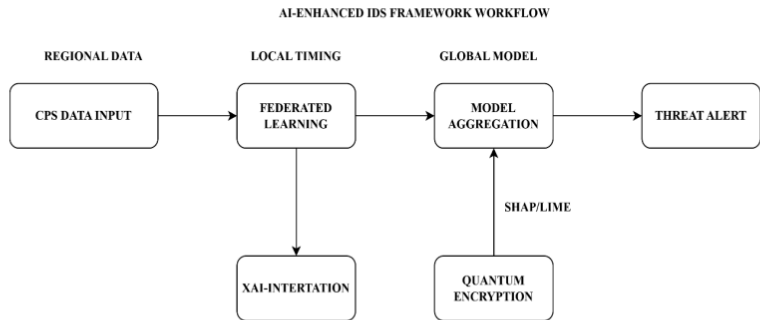 AI-ENHANCED IDS FRAMEWORK WORKFLOW
REGIONAL DATA
LOCAL TIMING
GLOBAL MODEL
CPS DATA INPUT
FEDERATED
LEARNING
MODEL
AGGREGATION
THREAT ALERT
SHAP/LIME
XAI-INTERTATION
QUANTUM
ENCRYPTION